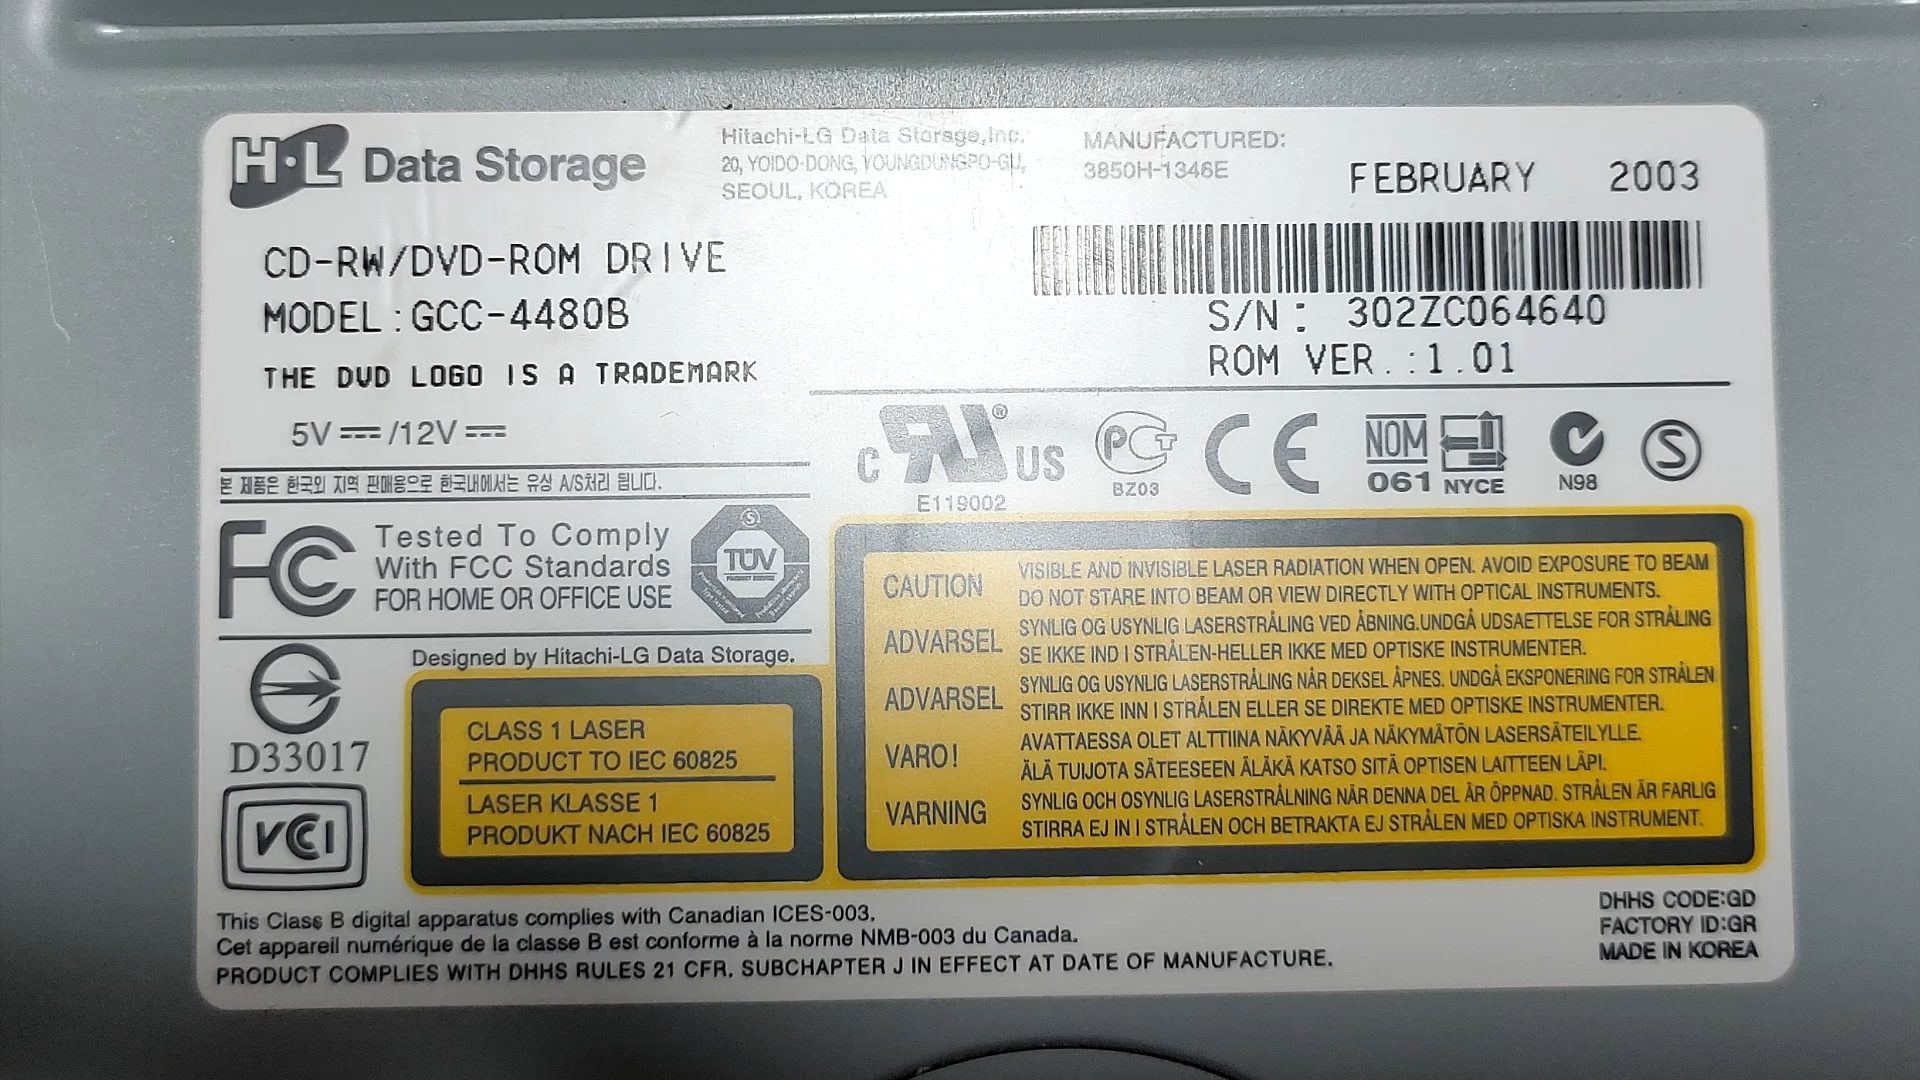 H·L Data Storage
Hitachi-LG Data Storage,Inc.
20, YOIDO-DONG, YOUNGDUNGPO-GU,
SEOUL, KOREA
MANUFACTURED:
3850H-1346E
FEBRUARY 2003
CD-RW/DVD-ROM DRIVE
MODEL:GCC-4480B
THE DVD LOGO IS A TRADEMARK
5V /12V
S/N: 302ZC064640
ROM VER.:1.01
C RU ® US
E119002
PCT
BZ03
CE
NOM
061
NYCE
N98
S
본 제품은 한국외 지역 판매용으로 한국내에서는 유상 A/S처리 됩니다.
FC
Tested To Comply
With FCC Standards
FOR HOME OR OFFICE USE
S
TÜV
PRODUCT SERVICE
D33017
VCI
Designed by Hitachi-LG Data Storage.
CLASS 1 LASER
PRODUCT TO IEC 60825
LASER KLASSE 1
PRODUKT NACH IEC 60825
CAUTION VISIBLE AND INVISIBLE LASER RADIATION WHEN OPEN. AVOID EXPOSURE TO BEAM
DO NOT STARE INTO BEAM OR VIEW DIRECTLY WITH OPTICAL INSTRUMENTS.
ADVARSEL SYNLIG OG USYNLIG LASERSTRÅLING VED ÅBNING.UNDGÅ UDSAETTELSE FOR STRÅLING
SE IKKE IND I STRÅLEN-HELLER IKKE MED OPTISKE INSTRUMENTER.
ADVARSEL SYNLIG OG USYNLIG LASERSTRÅLING NÅR DEKSEL ÅPNES. UNDGÅ EKSPONERING FOR STRÅLEN
STIRR IKKE INN I STRÅLEN ELLER SE DIREKTE MED OPTISKE INSTRUMENTER.
VARO! AVATTAESSA OLET ALTTIINA NÄKYVÄÄ JA NÄKYMÄTÖN LASERSÄTEILYLLE.
ÄLÄ TUIJOTA SÄTEESEEN ÄLÄKÄ KATSO SITÄ OPTISEN LAITTEEN LÄPI.
VARNING SYNLIG OCH OSYNLIG LASERSTRÅLNING NÄR DENNA DEL ÄR ÖPPNAD. STRÅLEN ÄR FARLIG
STIRRA EJ IN I STRÅLEN OCH BETRAKTA EJ STRÅLEN MED OPTISKA INSTRUMENT.
This Class B digital apparatus complies with Canadian ICES-003.
Cet appareil numérique de la classe B est conforme à la norme NMB-003 du Canada.
PRODUCT COMPLIES WITH DHHS RULES 21 CFR. SUBCHAPTER J IN EFFECT AT DATE OF MANUFACTURE.
DHHS CODE:GD
FACTORY ID:GR
MADE IN KOREA